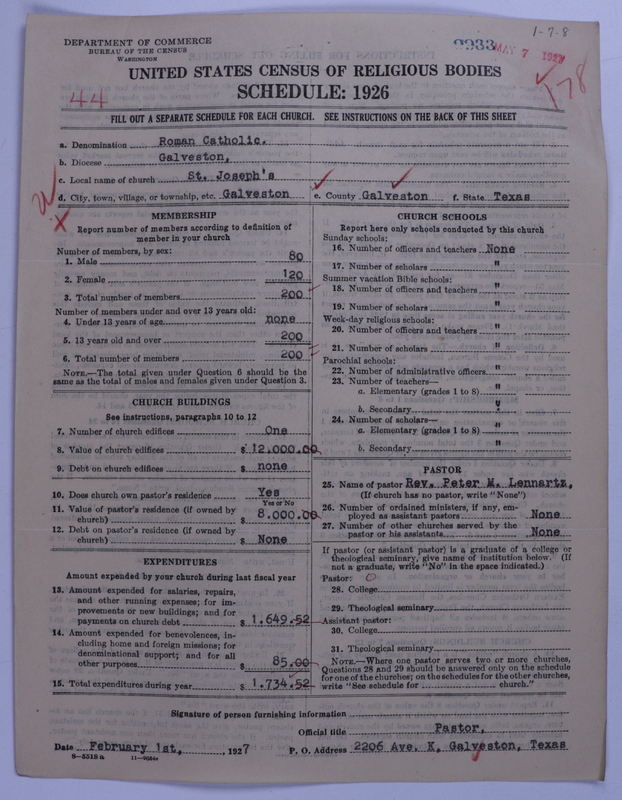 1-7-8
DEPARTMENT OF COMMERCE
BUREAU OF THE CENSUS
WASHINGTON
9933 MAY 7 1927
178
44
UNITED STATES CENSUS OF RELIGIOUS BODIES
SCHEDULE: 1926
FILL OUT A SEPARATE SCHEDULE FOR EACH CHURCH. SEE INSTRUCTIONS ON THE BACK OF THIS SHEET
a. Denomination Roman Catholic.
b. Diocese Galveston,
c. Local name of church St. Joseph's
d. City, town, village, or township, etc. Galveston e. County Galveston f. State Texas
MEMBERSHIP
Report number of members according to definition of
member in your church
Number of members, by sex:
1. Male 80
2. Female 120
3. Total number of members 200
Number of members under and over 13 years old:
4. Under 13 years of age none
5. 13 years old and over 200
6. Total number of members 200
NOTE.—The total given under Question 6 should be the
same as the total of males and females given under Question 3.
CHURCH BUILDINGS
See instructions, paragraphs 10 to 12
7. Number of church edifices One
8. Value of church edifices $ 12.000.00
9. Debt on church edifices $ none
10. Does church own pastor's residence Yes
Yes or No
11. Value of pastor's residence (if owned by
church) $ 8.000.00
12. Debt on pastor's residence (if owned by
church) $ None
EXPENDITURES
Amount expended by your church during last fiscal year
13. Amount expended for salaries, repairs,
and other running expenses; for im-
provements or new buildings; and for
payments on church debt $ 1.649.52
14. Amount expended for benevolences, in-
cluding home and foreign missions; for
denominational support; and for all
other purposes $ 85.00
15. Total expenditures during year $ 1.734.52
CHURCH SCHOOLS
Report here only schools conducted by this church
Sunday schools:
16. Number of officers and teachers None
17. Number of scholars "
Summer vacation Bible schools:
18. Number of officers and teachers "
19. Number of scholars "
Week-day religious schools:
20. Number of officers and teachers "
21. Number of scholars "
Parochial schools:
22. Number of administrative officers "
23. Number of teachers—
a. Elementary (grades 1 to 8) "
b. Secondary "
24. Number of scholars—
a. Elementary (grades 1 to 8) "
b. Secondary "
PASTOR
25. Name of pastor Rev. Peter M. Lennartz,
(If church has no pastor, write "None")
26. Number of ordained ministers, if any, em-
ployed as assistant pastors None
27. Number of other churches served by the
pastor or his assistants None
If pastor (or assistant pastor) is a graduate of a college or
theological seminary, give name of institution below. (If
not a graduate, write "No" in the space indicated.)
Pastor: O
28. College
29. Theological seminary
Assistant pastor:
30. College
31. Theological seminary
NOTE.—Where one pastor serves two or more churches,
Questions 28 and 29 should be answered only on the schedule
for one of the churches; on the schedules for the other churches,
write "See schedule for church."
Signature of person furnishing information
Official title Pastor,
Date February 1st, 1927 P. O. Address 2206 Ave. K, Galveston, Texas
8—5518a 11—9024a